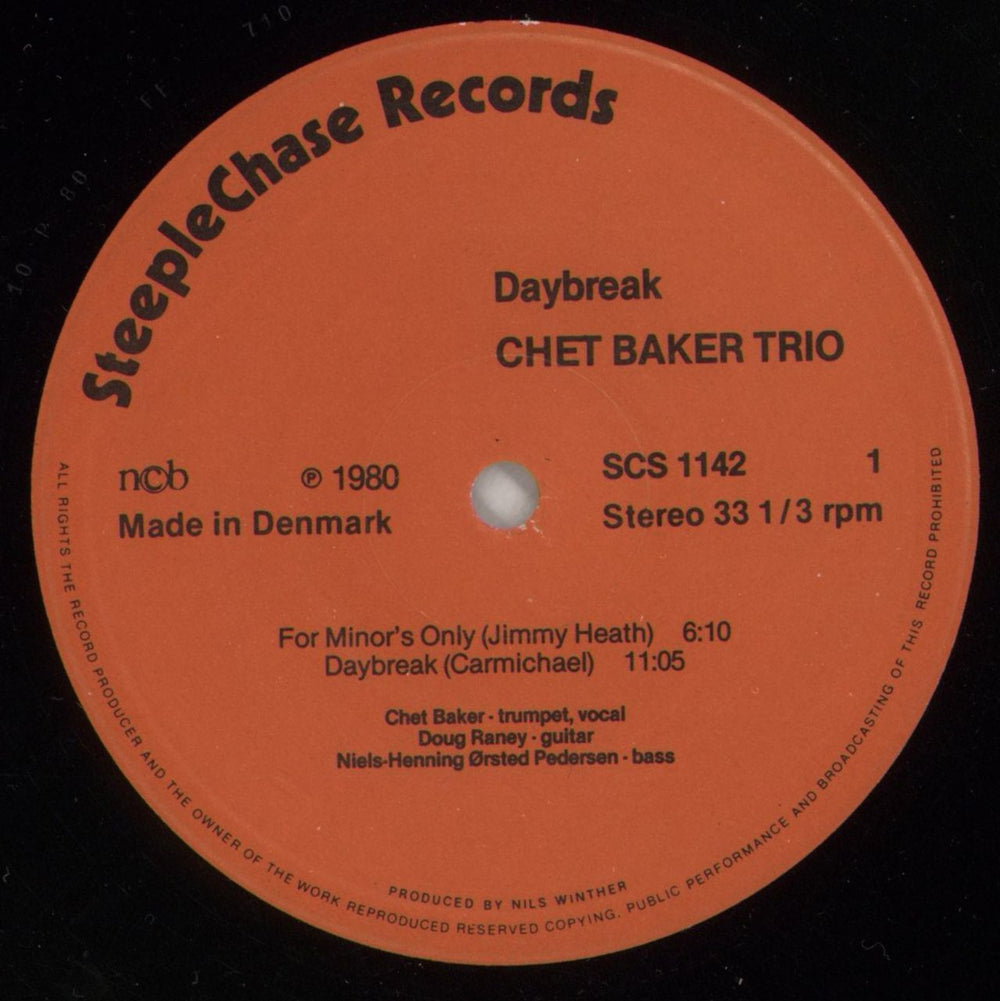 SteepleChase Records
Daybreak
CHET BAKER TRIO
ncb
℗ 1980
SCS 1142 1
Made in Denmark
Stereo 33 1/3 rpm
For Minor's Only (Jimmy Heath) 6:10
Daybreak (Carmichael) 11:05
Chet Baker - trumpet, vocal
Doug Raney - guitar
Niels-Henning Ørsted Pedersen - bass
PRODUCED BY NILS WINTHER
ALL RIGHTS THE RECORD PRODUCER AND THE OWNER OF THE WORK REPRODUCED RESERVED COPYING, PUBLIC PERFORMANCE AND BROADCASTING OF THIS RECORD PROHIBITED